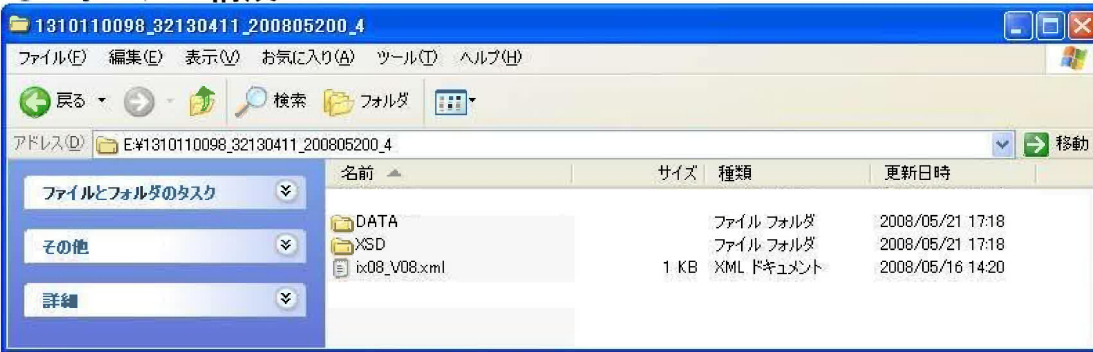 1310110098_32130411_200805200_4
ファイル(F) 編集(E) 表示(V) お気に入り(A) ツール(T) ヘルプ(H)
戻る 検索 フォルダ
アドレス(D) E:¥1310110098_32130411_200805200_4 移動
ファイルとフォルダのタスク
その他
詳細
名前 サイズ 種類 更新日時
DATA ファイル フォルダ 2008/05/21 17:18
XSD ファイル フォルダ 2008/05/21 17:18
ix08_V08.xml 1 KB XML ドキュメント 2008/05/16 14:20